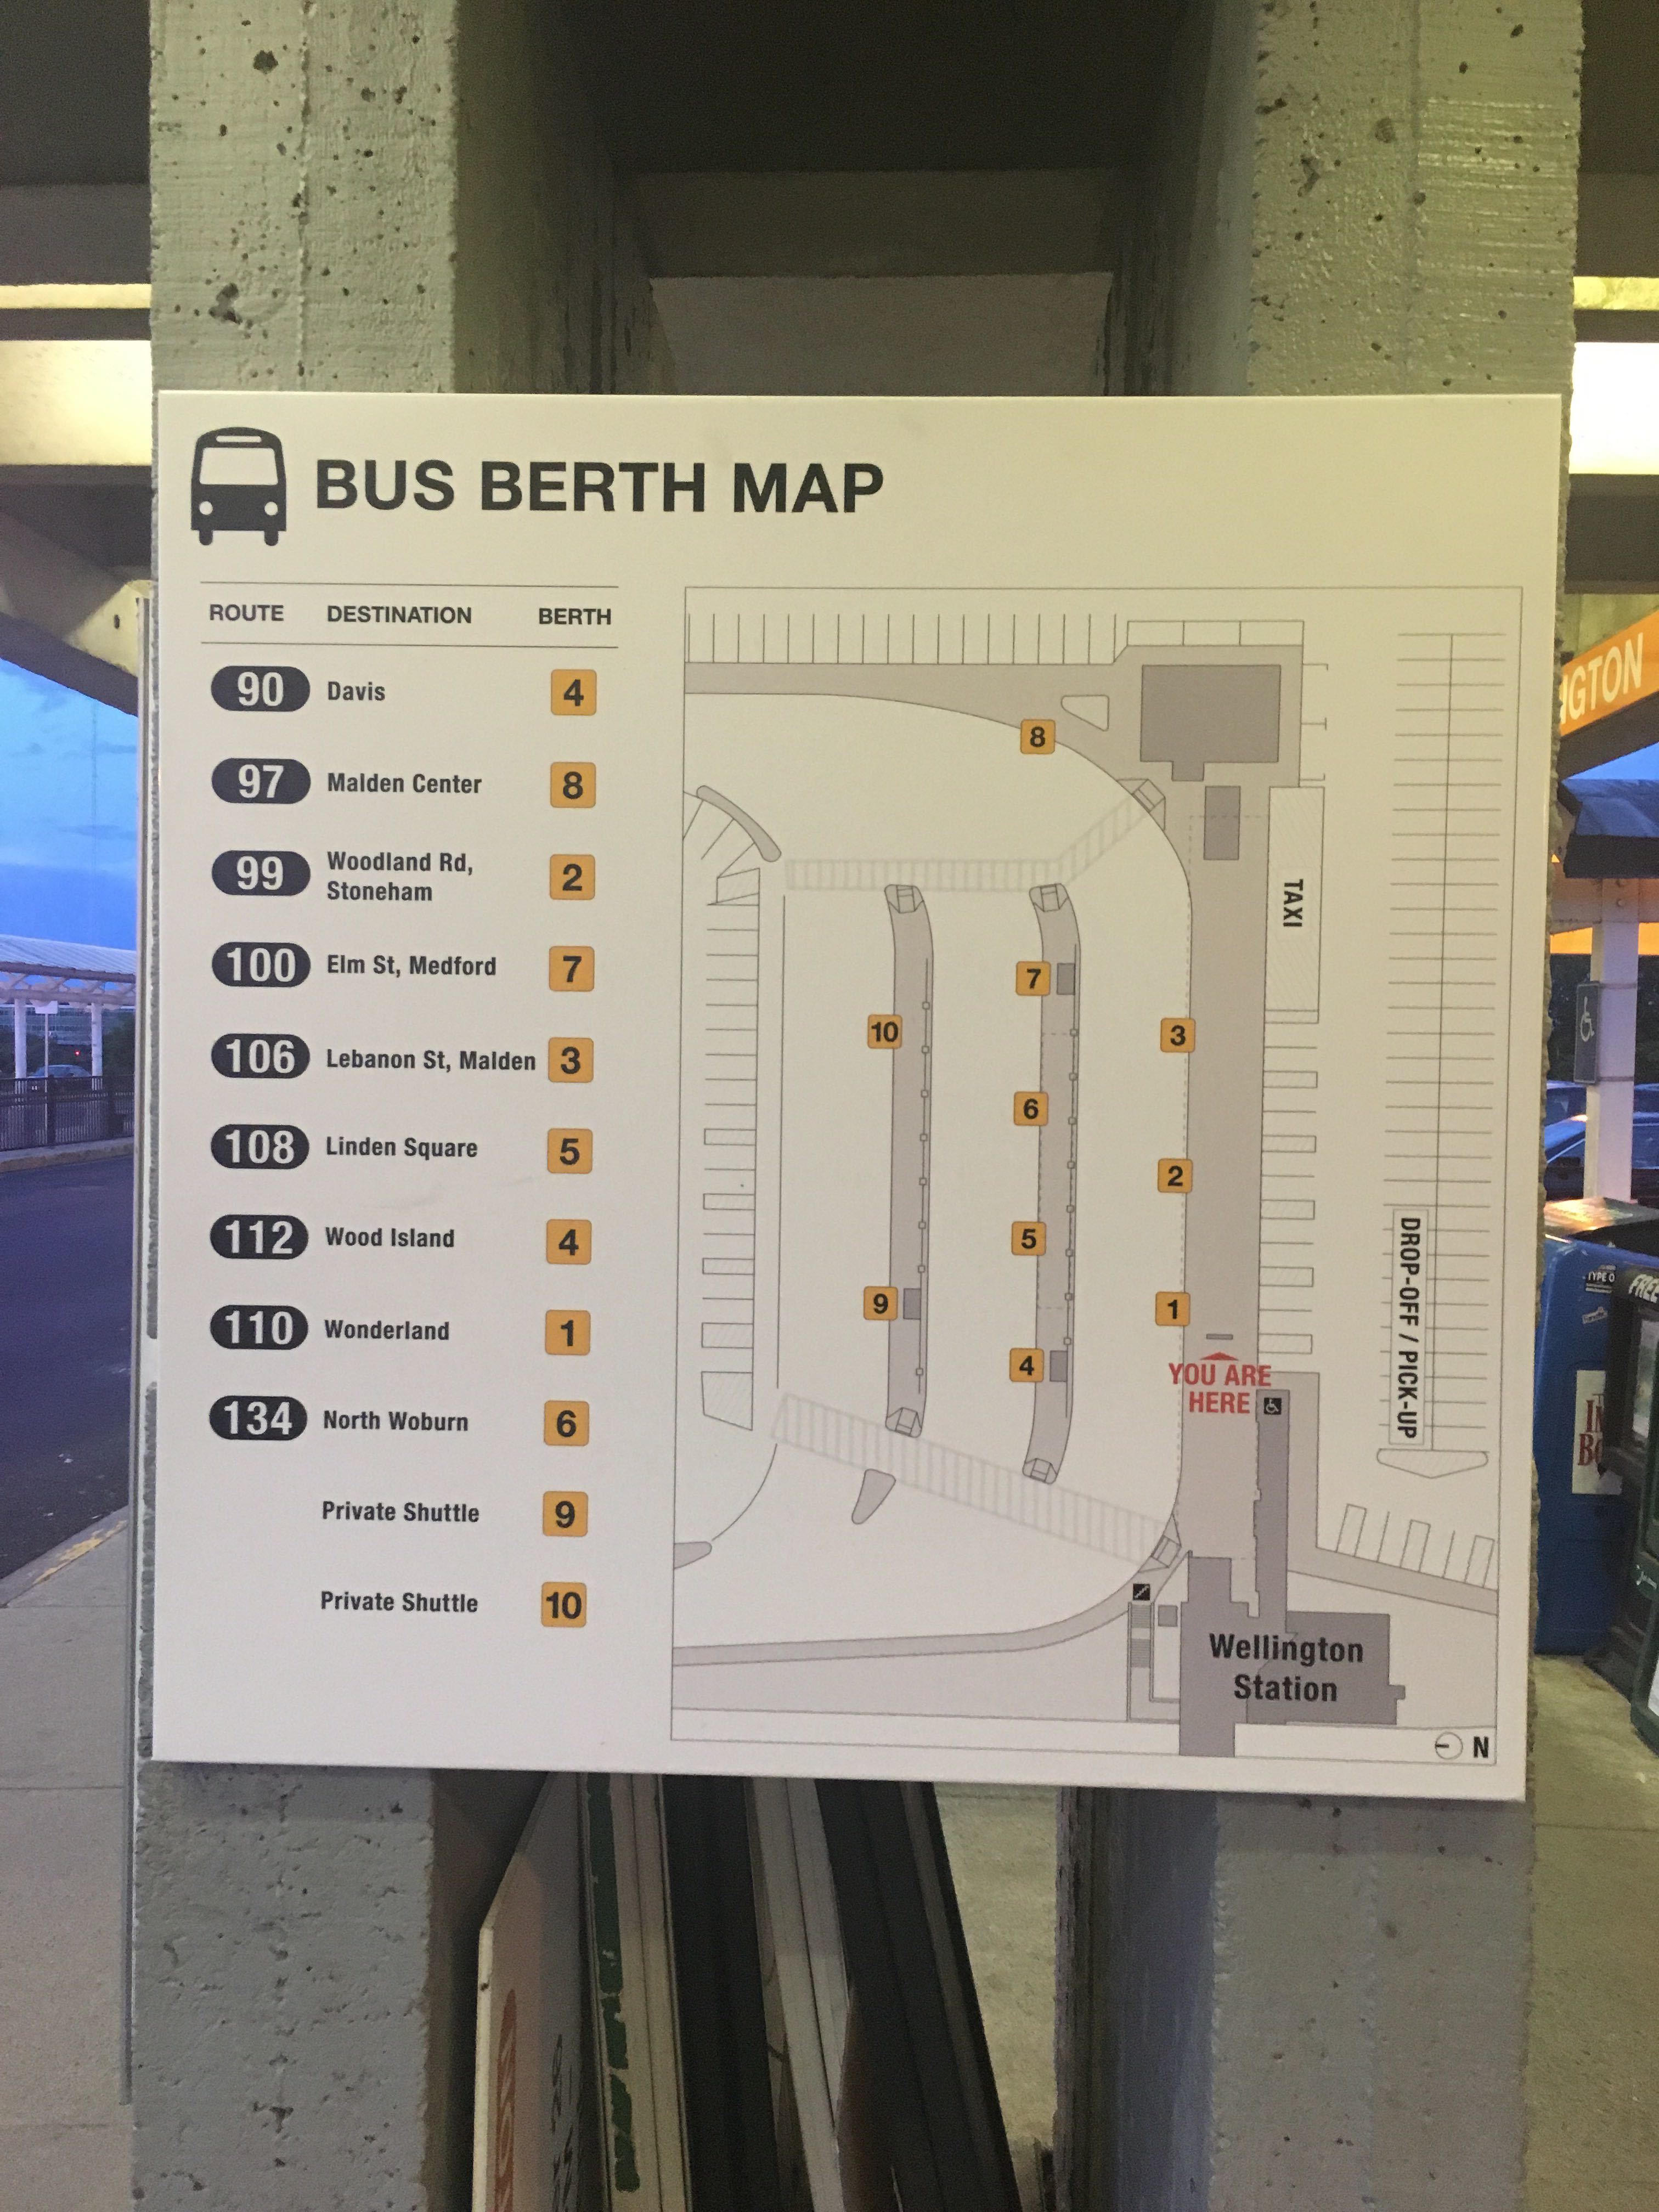 BUS BERTH MAP
ROUTE DESTINATION BERTH
90 Davis 4
97 Malden Center 8
99 Woodland Rd,
Stoneham 2
100 Elm St, Medford 7
106 Lebanon St, Malden 3
108 Linden Square 5
112 Wood Island 4
110 Wonderland 1
134 North Woburn 6
Private Shuttle 9
Private Shuttle 10
8
TAXI
7
10
3
6
2
5
9
1
4
YOU ARE
HERE
DROP-OFF / PICK-UP
Wellington
Station
N
NGTON
TYPE O
FREE